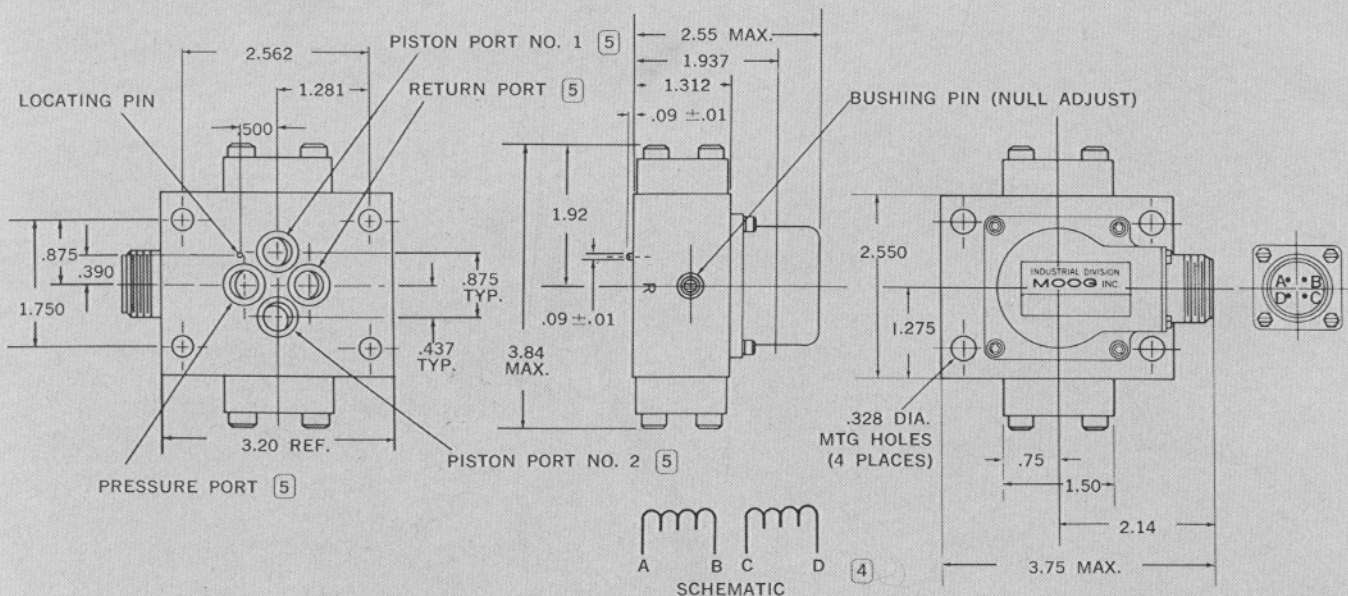 2.562
1.281
LOCATING PIN
.500
PISTON PORT NO. 1 5
RETURN PORT 5
.875
.390
1.750
.875
TYP.
.437
TYP.
3.20 REF.
PISTON PORT NO. 2 5
PRESSURE PORT 5
2.55 MAX.
1.937
1.312
.09 ±.01
BUSHING PIN (NULL ADJUST)
1.92
R
.09 ±.01
3.84
MAX.
2.550
1.275
INDUSTRIAL DIVISION
MOOG INC.
A B
D C
.328 DIA.
MTG HOLES
(4 PLACES)
.75
1.50
2.14
3.75 MAX.
A B C D 4
SCHEMATIC